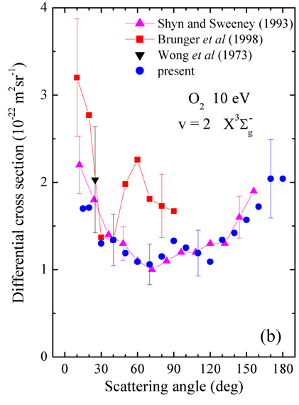 Shyn and Sweeney (1993)
Brunger et al (1998)
Wong et al (1973)
present
O₂ 10 eV
v = 2 X³Σg⁻
Differential cross section (10⁻²² m²sr⁻¹)
4
3
2
1
0
(b)
0 30 60 90 120 150 180
Scattering angle (deg)